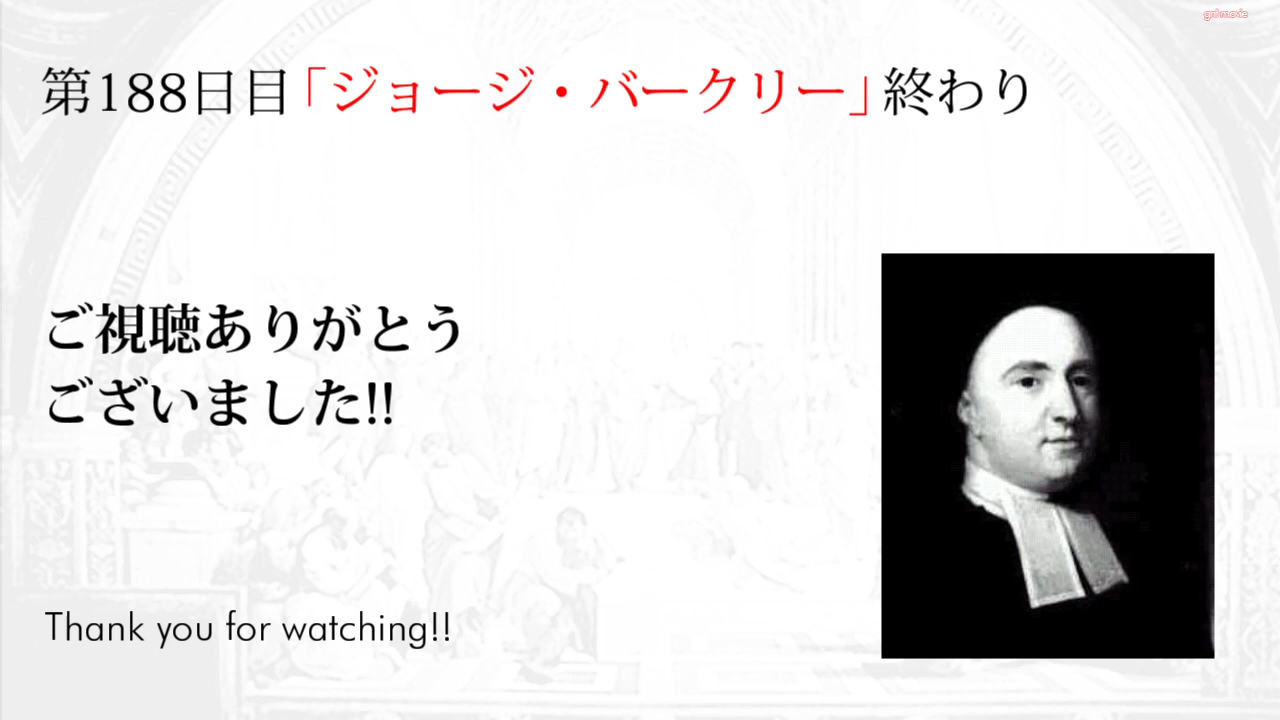 第188日目「ジョージ・バークリー」終わり
ご視聴ありがとう
ございました!!
Thank you for watching!!